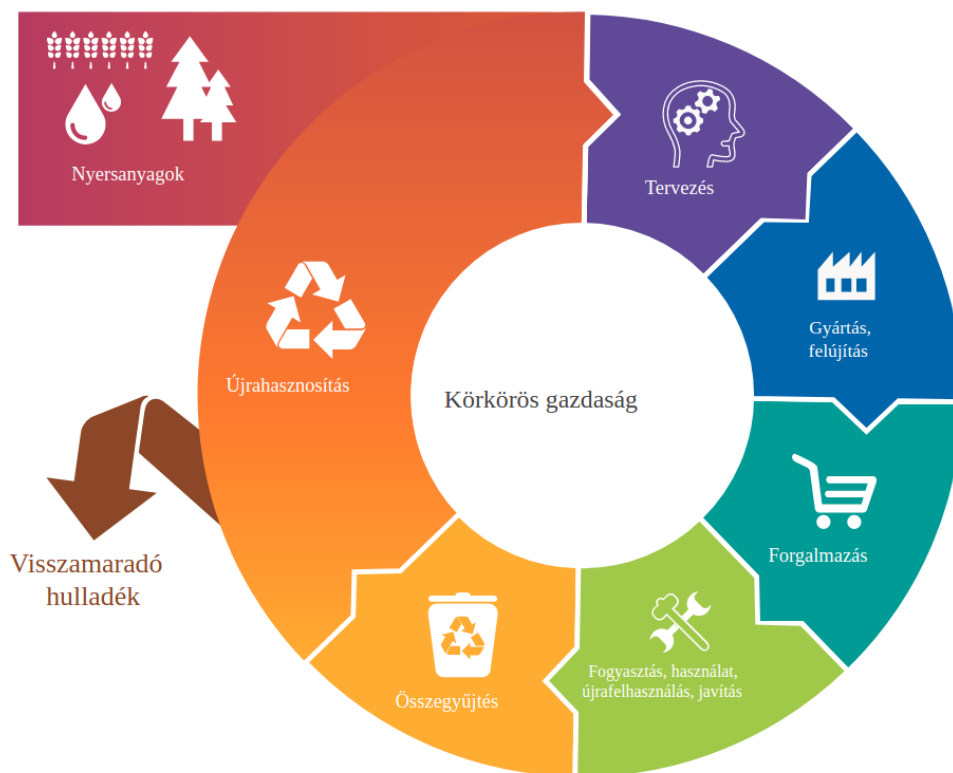 Nyersanyagok
Tervezés
Gyártás,
felújítás
Újrahasznosítás
Körkörös gazdaság
Forgalmazás
Visszamaradó
hulladék
Fogyasztás, használat,
újrafelhasználás, javítás
Összegyűjtés